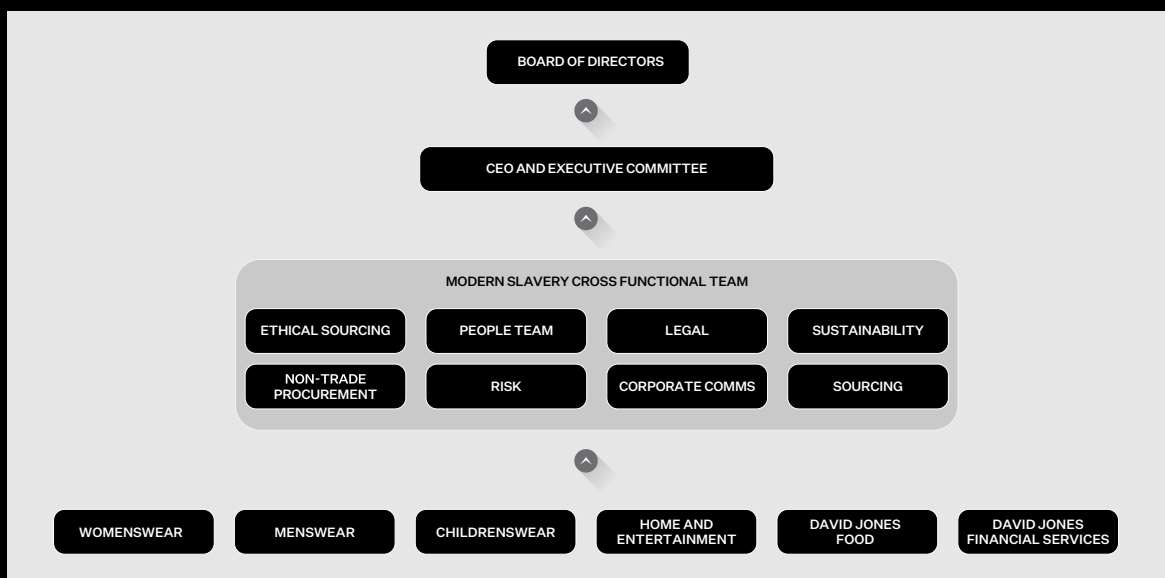 BOARD OF DIRECTORS
CEO AND EXECUTIVE COMMITTEE
MODERN SLAVERY CROSS FUNCTIONAL TEAM
ETHICAL SOURCING
PEOPLE TEAM
LEGAL
SUSTAINABILITY
NON-TRADE
PROCUREMENT
RISK
CORPORATE COMMS
SOURCING
WOMENSWEAR
MENSWEAR
CHILDRENSWEAR
HOME AND
ENTERTAINMENT
DAVID JONES
FOOD
DAVID JONES
FINANCIAL SERVICES